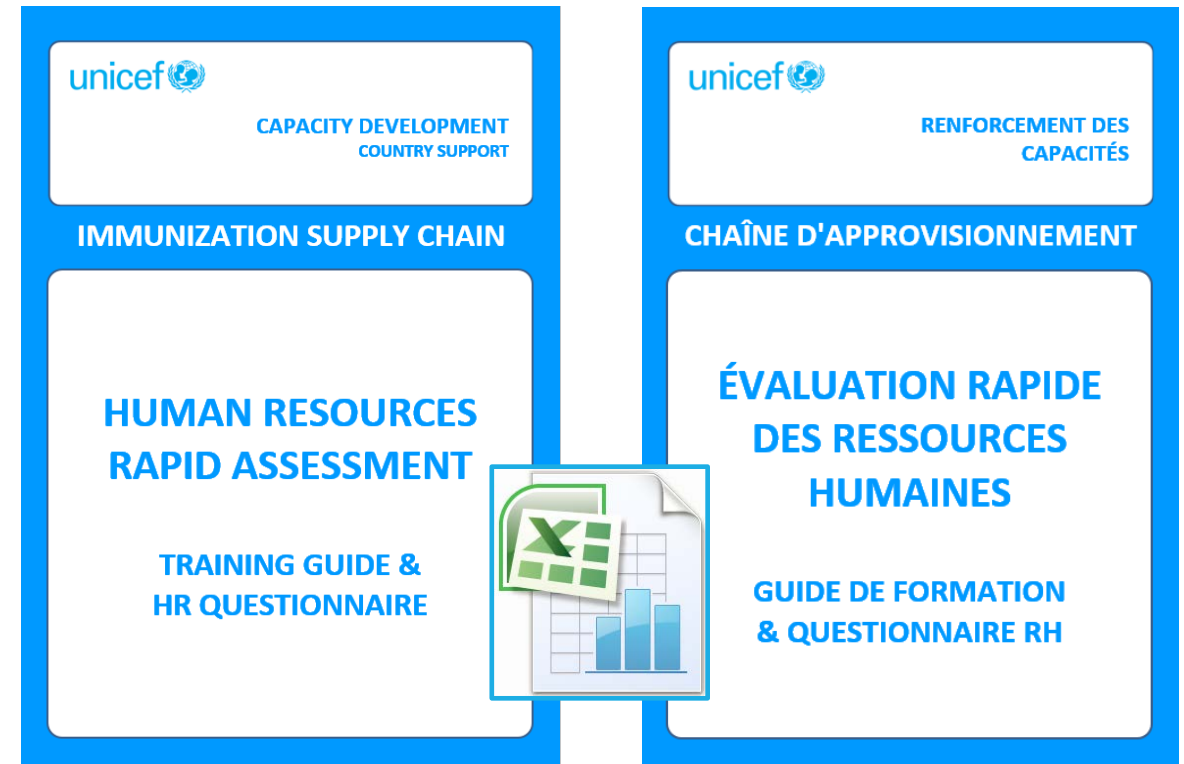 unicef
CAPACITY DEVELOPMENT
COUNTRY SUPPORT
IMMUNIZATION SUPPLY CHAIN
HUMAN RESOURCES
RAPID ASSESSMENT
TRAINING GUIDE &
HR QUESTIONNAIRE
X
unicef
RENFORCEMENT DES
CAPACITÉS
CHAÎNE D'APPROVISIONNEMENT
ÉVALUATION RAPIDE
DES RESSOURCES
HUMAINES
GUIDE DE FORMATION
& QUESTIONNAIRE RH